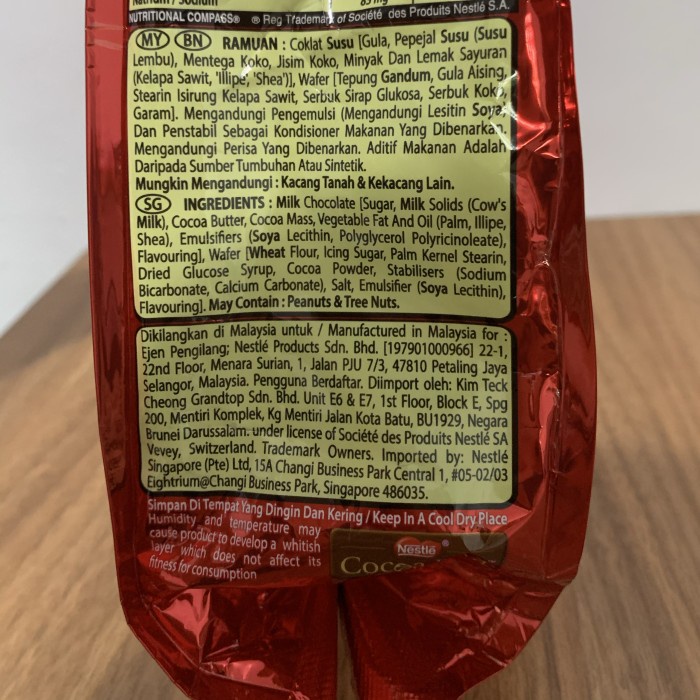 Natrium / Sodium 85 mg
NUTRITIONAL COMPASS® ® Reg Trademark of Société des Produits Nestlé S.A.
MY BN RAMUAN : Coklat Susu [Gula, Pepejal Susu (Susu
Lembu), Mentega Koko, Jisim Koko, Minyak Dan Lemak Sayuran
(Kelapa Sawit, 'Illipe, 'Shea')], Wafer [Tepung Gandum, Gula Aising,
Stearin Isirung Kelapa Sawit, Serbuk Sirap Glukosa, Serbuk Koko,
Garam]. Mengandungi Pengemulsi (Mengandungi Lesitin Soya)
Dan Penstabil Sebagai Kondisioner Makanan Yang Dibenarkan.
Mengandungi Perisa Yang Dibenarkan. Aditif Makanan Adalah
Daripada Sumber Tumbuhan Atau Sintetik.
Mungkin Mengandungi : Kacang Tanah & Kekacang Lain.
SG INGREDIENTS : Milk Chocolate [Sugar, Milk Solids (Cow's
Milk), Cocoa Butter, Cocoa Mass, Vegetable Fat And Oil (Palm, Illipe,
Shea), Emulsifiers (Soya Lecithin, Polyglycerol Polyricinoleate),
Flavouring], Wafer [Wheat Flour, Icing Sugar, Palm Kernel Stearin,
Dried Glucose Syrup, Cocoa Powder, Stabilisers (Sodium
Bicarbonate, Calcium Carbonate), Salt, Emulsifier (Soya Lecithin),
Flavouring]. May Contain : Peanuts & Tree Nuts.
Dikilangkan di Malaysia untuk / Manufactured in Malaysia for :
Ejen Pengilang; Nestlé Products Sdn. Bhd. [197901000966] 22-1,
22nd Floor, Menara Surian, 1, Jalan PJU 7/3, 47810 Petaling Jaya
Selangor, Malaysia. Pengguna Berdaftar. Diimport oleh: Kim Teck
Cheong Grandtop Sdn. Bhd. Unit E6 & E7, 1st Floor, Block E, Spg
200, Mentiri Komplek, Kg Mentiri Jalan Kota Batu, BU1929, Negara
Brunei Darussalam. under license of Société des Produits Nestlé SA
Vevey, Switzerland. Trademark Owners. Imported by: Nestlé
Singapore (Pte) Ltd, 15A Changi Business Park Central 1, #05-02/03
Eightrium@Changi Business Park, Singapore 486035.
Simpan Di Tempat Yang Dingin Dan Kering / Keep In A Cool Dry Place
Humidity and temperature may
cause product to develop a whitish
layer which does not affect its
fitness for consumption
Nestlé